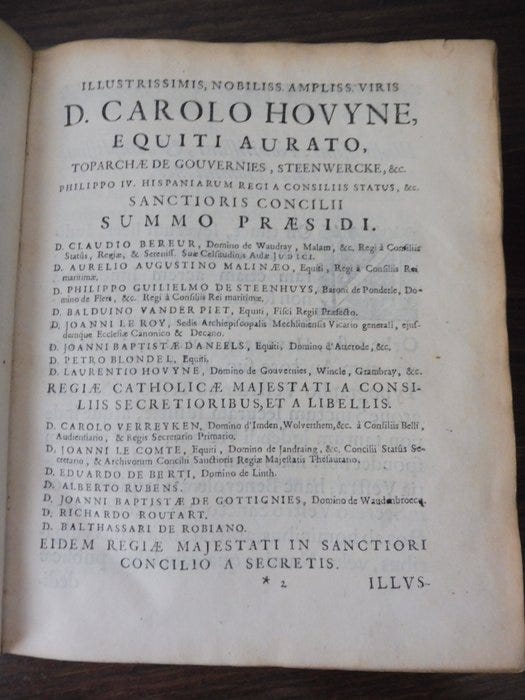 ILLUSTRISSIMIS, NOBILISS. AMPLISS. VIRIS
D. CAROLO HOVYNE,
EQUITI AURATO,
TOPARCHÆ DE GOUVERNIES, STEENWERCKE, &c.
PHILIPPO IV. HISPANIARUM REGI A CONSILIIS STATUS, &c.
SANCTIORIS CONCILII
SUMMO PRÆSIDI.
D. CLAUDIO BEREUR, Domino de Waudray, Malam, &c. Regi à Consiliis
Status, Regiæ, & Sereniss. Suæ Celsitudinis Aulæ JUDICI.
D. AURELIO AUGUSTINO MALINÆO, Equiti, Regi à Consiliis Rei
maritimæ.
D. PHILIPPO GUILIELMO DE STEENHUYS, Baroni de Poucle, Do-
mino de Flers, &c. Regi à Consiliis Rei maritimæ.
D. BALDUINO VANDER PIET, Equiti, Fisci Regii Præfecto.
D. JOANNI LE ROY, Sedis Archiepiscopalis Mechliniensis Vicario generali, ejus-
demque Ecclesiæ Canonico & Decano.
D. JOANNI BAPTISTÆ DANEELS, Equiti, Domino d'Acterode, &c.
D. PETRO BLONDEL, Equiti.
D. LAURENTIO HOVYNE, Domino de Gouvernies, Wincle, Grambray, &c.
REGIÆ CATHOLICÆ MAJESTATI A CONSI-
LIIS SECRETIORIBUS, ET A LIBELLIS.
D. CAROLO VERREYKEN, Domino d'Imden, Wolverthem, &c. à Consiliis Belli,
Audientiario, & Regis Secretario Primario.
D. JOANNI LE COMTE, Equiti, Domino de Jandraing, &c. Concilii Status Se-
cretario, & Archivorum Concilii Sanctioris Regiæ Majestatis Thesautario.
D. EDUARDO DE BERTI, Domino de Linth.
D. ALBERTO RUBENS.
D. JOANNI BAPTISTÆ DE GOTTIGNIES, Domino de Waudenbroecq.
D. RICHARDO ROUTART.
D. BALTHASSARI DE ROBIANO.
EIDEM REGIÆ MAJESTATI IN SANCTIORI
CONCILIO A SECRETIS.
* 2 ILLVS-